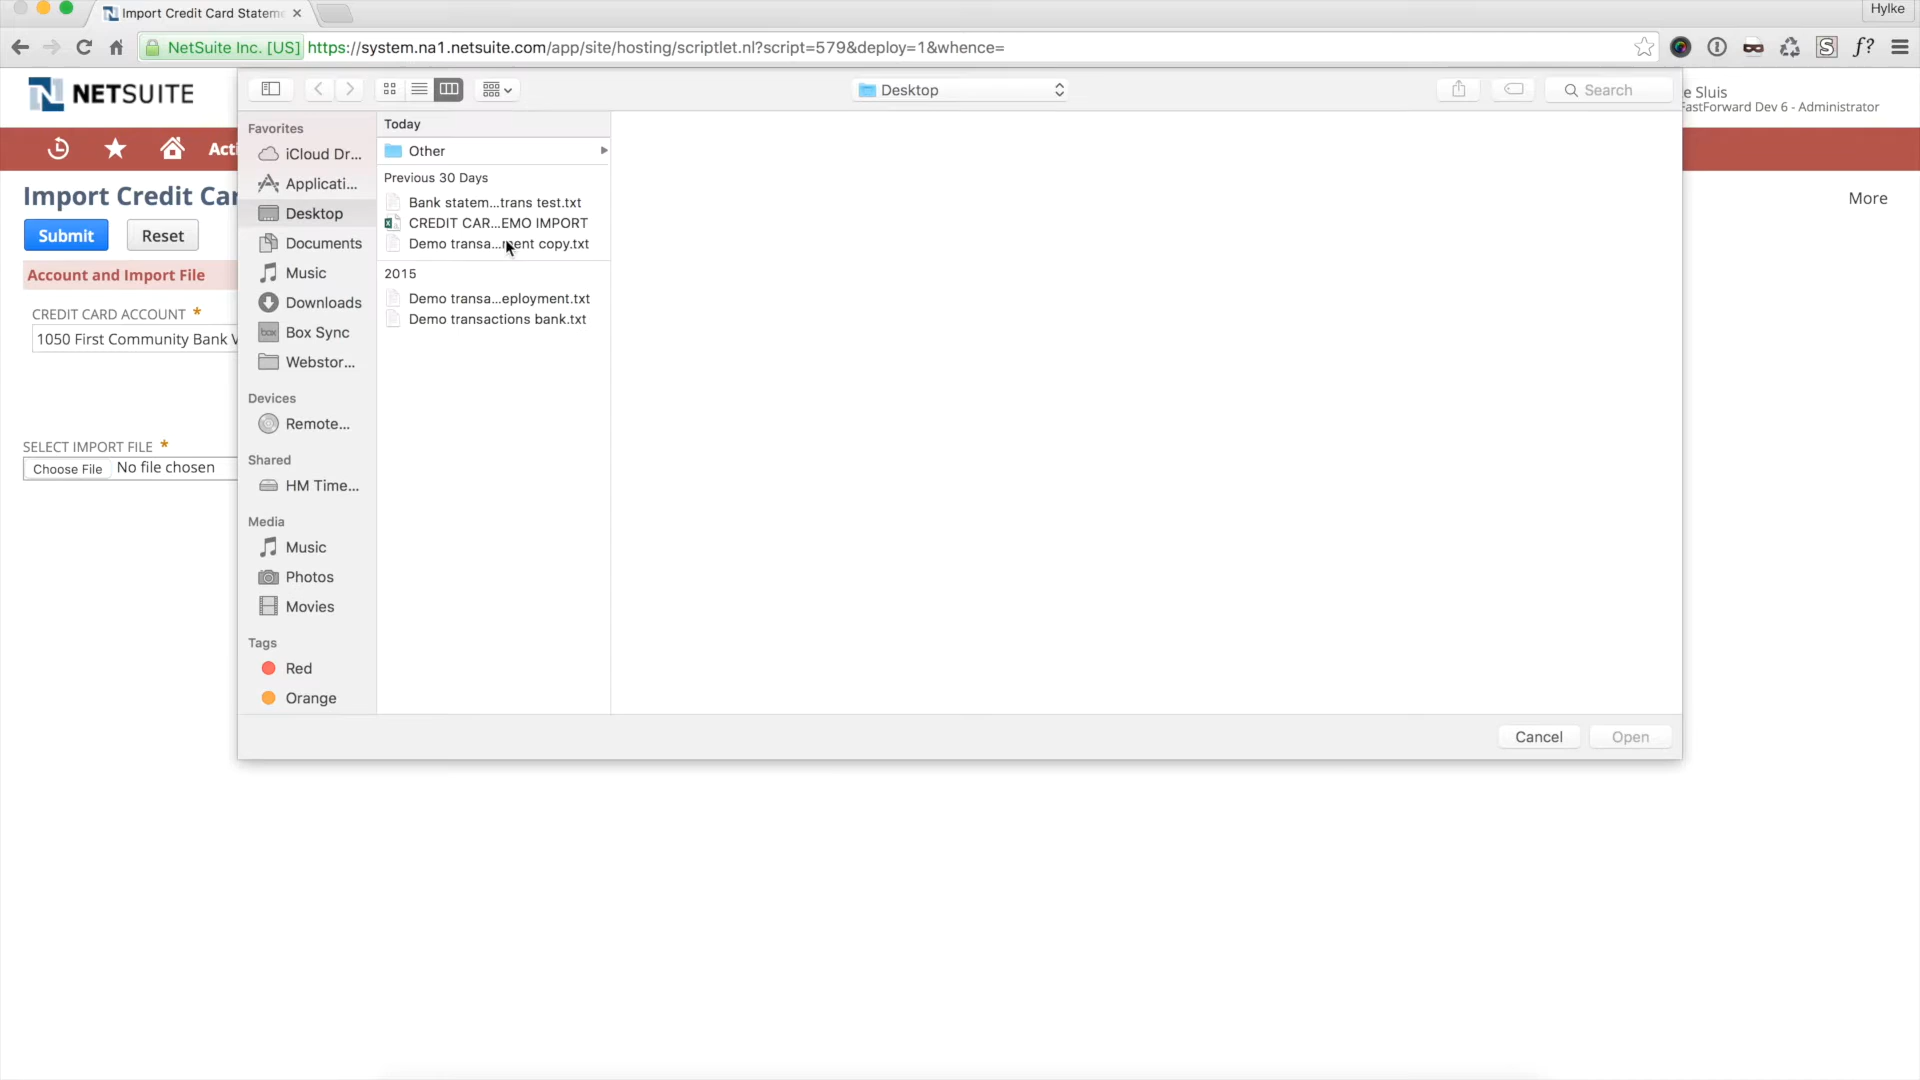 Import Credit Card Statem
Hylke
NetSuite Inc. [US]
https://system.na1.netsuite.com/app/site/hosting/scriptlet.nl?script=579&deploy=1&whence=
S
f?
N NETSUITE
Desktop
Search
e Sluis
FastForward Dev 6 - Administrator
Acti
Import Credit Car
More
Submit
Reset
Account and Import File
CREDIT CARD ACCOUNT *
1050 First Community Bank V
SELECT IMPORT FILE *
Choose File No file chosen
Favorites
iCloud Dr...
Applicati...
Desktop
Documents
Music
Downloads
box Box Sync
Webstor...
Devices
Remote...
Shared
HM Time...
Media
Music
Photos
Movies
Tags
Red
Orange
Today
Other
Previous 30 Days
Bank statem...trans test.txt
CREDIT CAR...EMO IMPORT
Demo transa...ment copy.txt
2015
Demo transa...eployment.txt
Demo transactions bank.txt
Cancel
Open